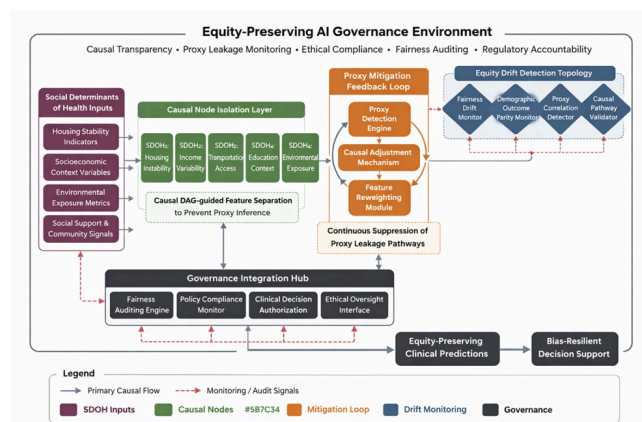 Equity-Preserving AI Governance Environment
Causal Transparency • Proxy Leakage Monitoring • Ethical Compliance • Fairness Auditing • Regulatory Accountability
Social Determinants
of Health Inputs
Housing Stability
Indicators
Socioeconomic
Context Variables
Environmental
Exposure Metrics
Social Support &
Community Signals
Causal Node Isolation Layer
SDOH₁:
Housing
Instability
SDOH₂:
Income
Variability
SDOH₂:
Transportational
Access
SDOH₄:
Education
Context
SDOH₄:
Environmental
Exposure
Causal DAG-guided Feature Separation
to Prevent Proxy Inference
Proxy Mitigation
Feedback Loop
Proxy
Detection
Engine
Causal Adjustment
Mechanism
Feature
Reweighting
Module
Continuous Suppression of
Proxy Leakage Pathways
Equity Drift Detection Topology
Fairness
Drift
Monitor
Demographic
Outcome
Parity Monitor
Proxy
Correlation
Detector
Causal
Pathway
Validator
Governance Integration Hub
Fairness
Auditing Engine
Policy Compliance
Monitor
Clinical Decision
Authorization
Ethical Oversight
Interface
Equity-Preserving
Clinical Predictions
Bias-Resilient
Decision Support
Legend
Primary Causal Flow
Monitoring / Audit Signals
SDOH Inputs
Causal Nodes
#5B7C34
Mitigation Loop
Drift Monitoring
Governance